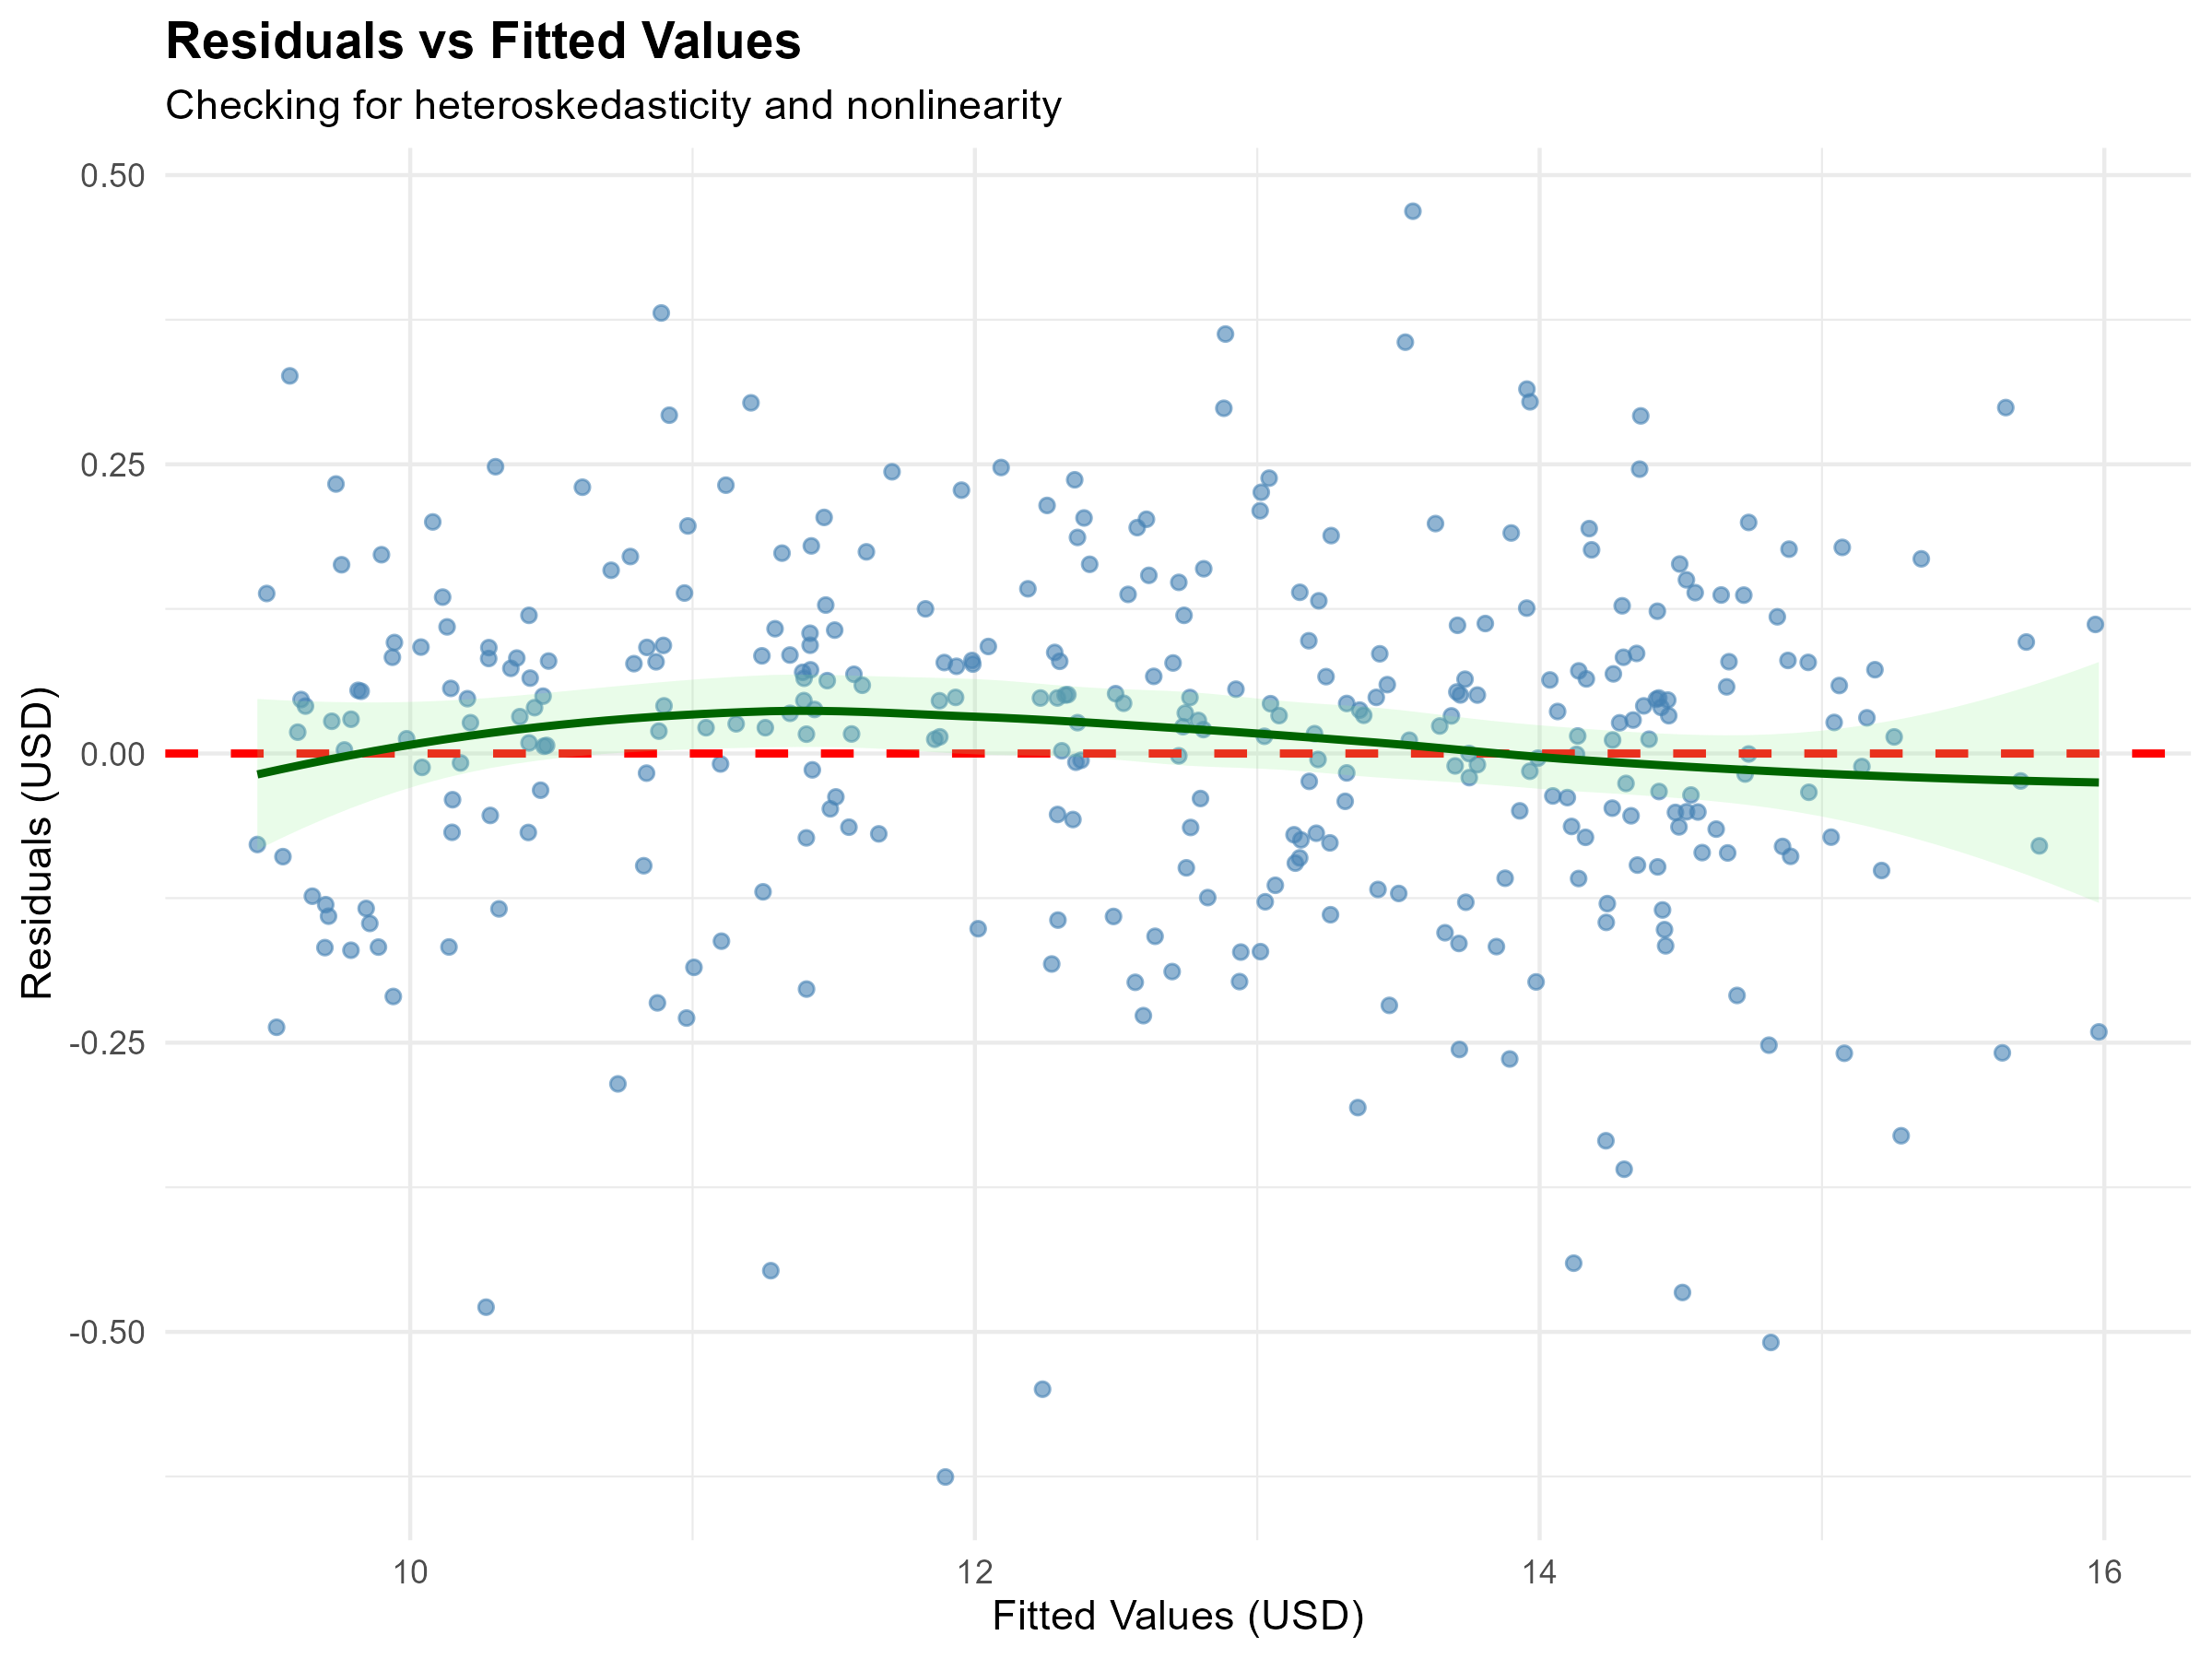 Residuals vs Fitted Values
Checking for heteroskedasticity and nonlinearity
0.50
0.25
0.00
-0.25
-0.50
Residuals (USD)
10
12
14
16
Fitted Values (USD)